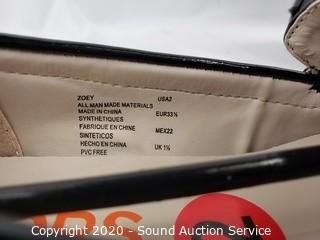 ZOEY USA2
ALL MAN MADE MATERIALS
MADE IN CHINA EUR33½
SYNTHETIQUES
FABRIQUE EN CHINE MEX22
SINTETICOS
HECHO EN CHINA UK 1½
PVC FREE
ORS
Copyright 2020 - Sound Auction Service